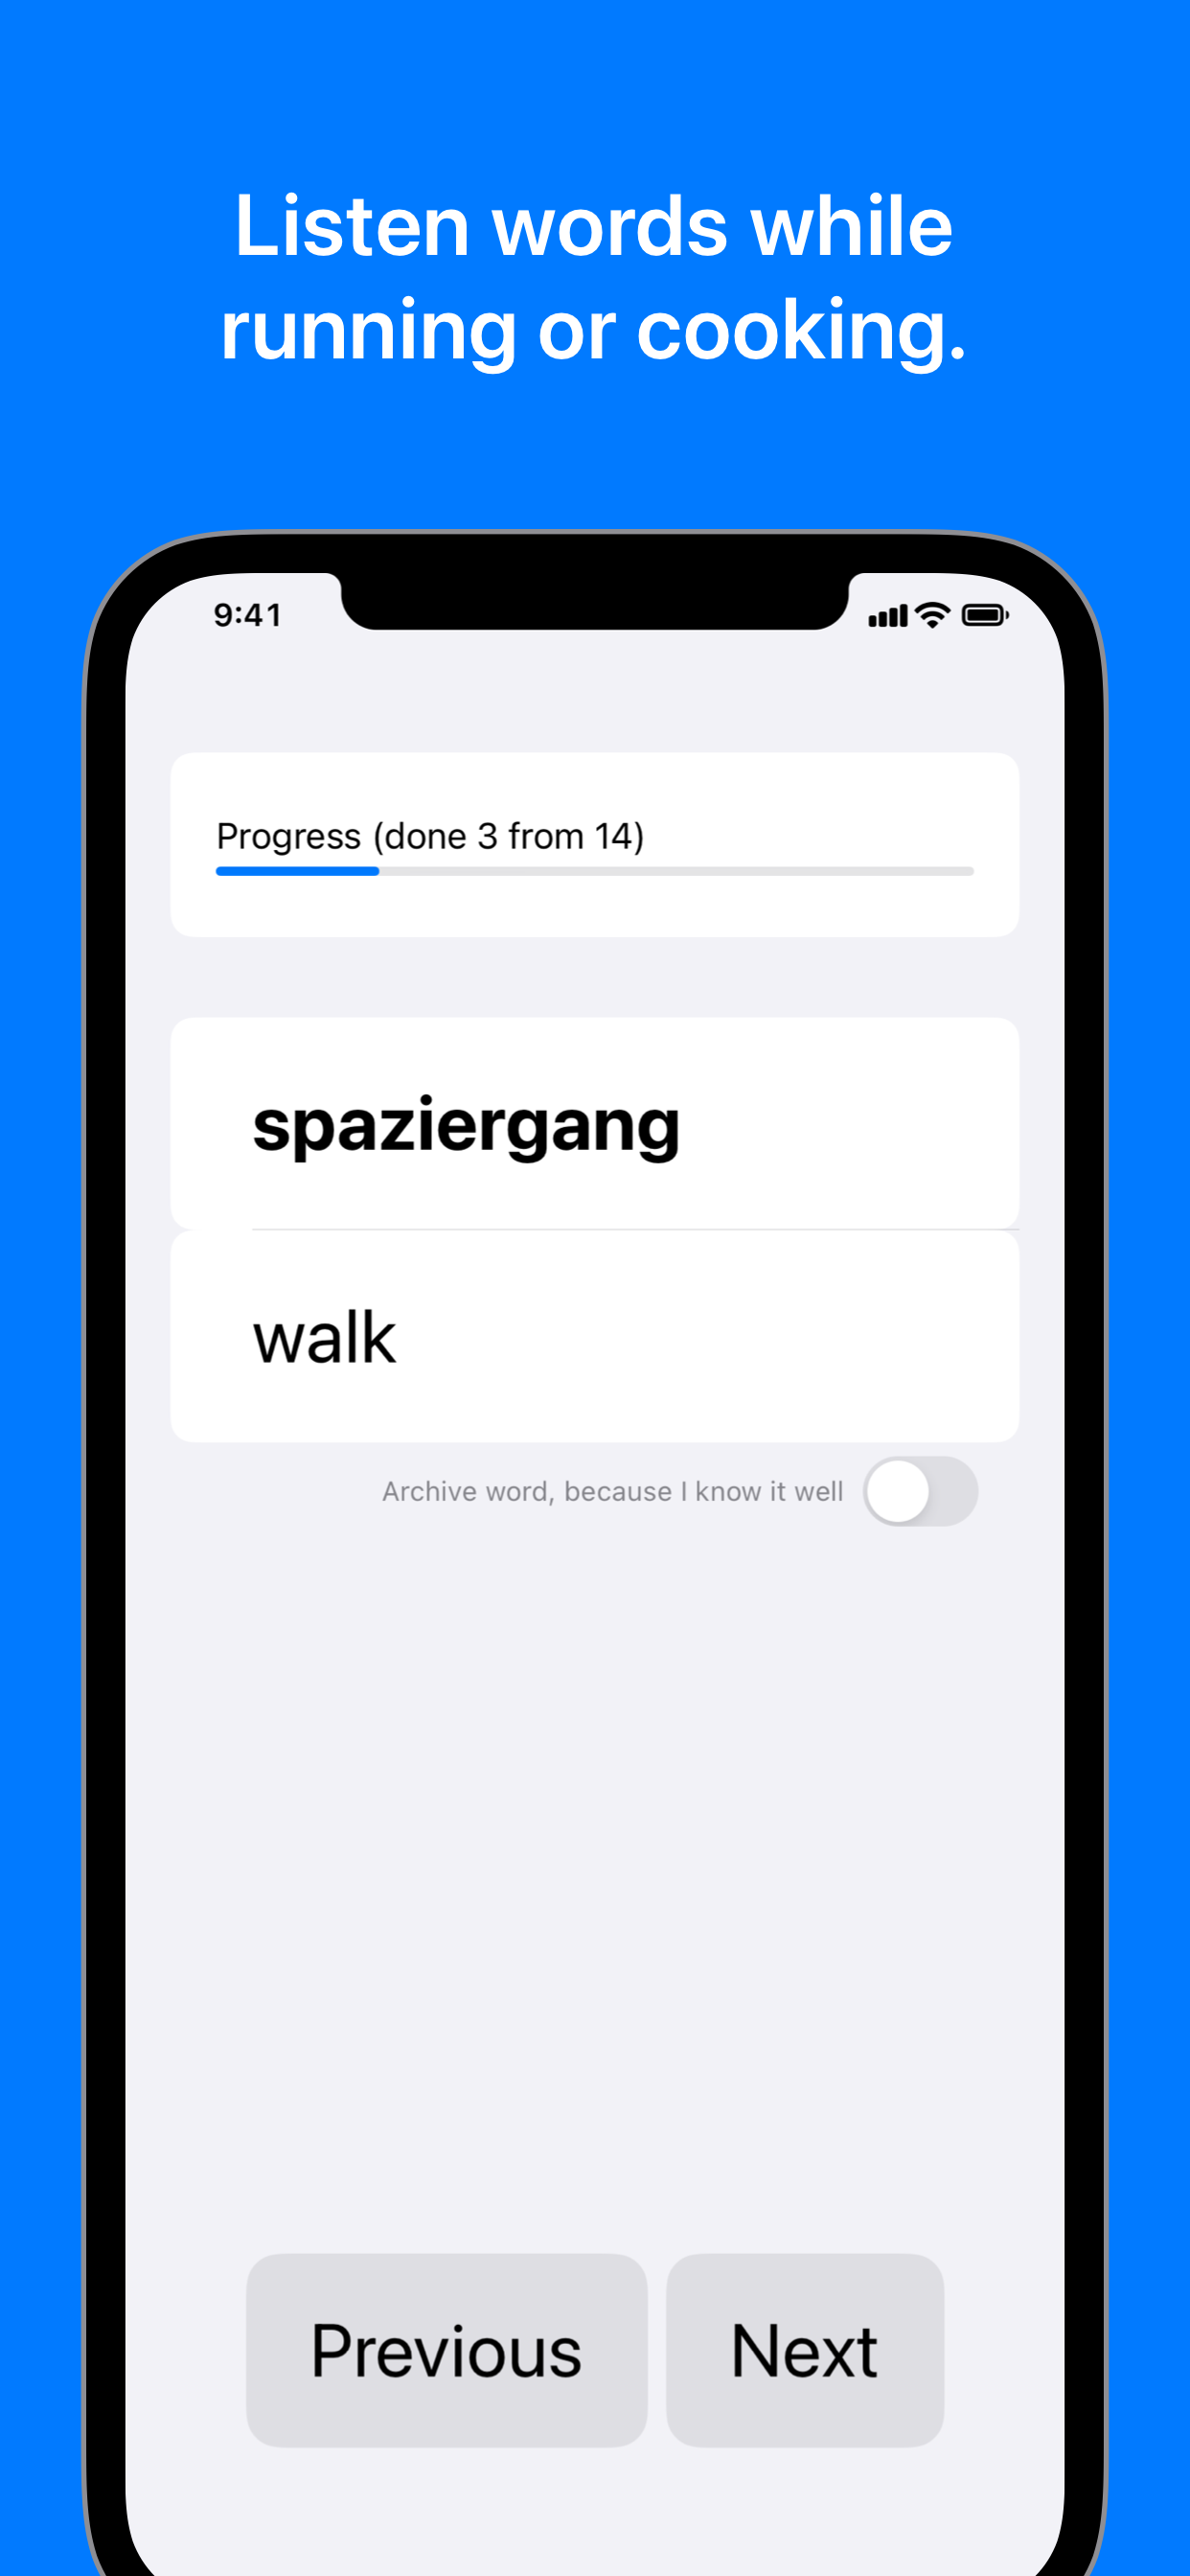 Listen words while
running or cooking.
9:41
Progress (done 3 from 14)
spaziergang
walk
Archive word, because I know it well
Previous Next